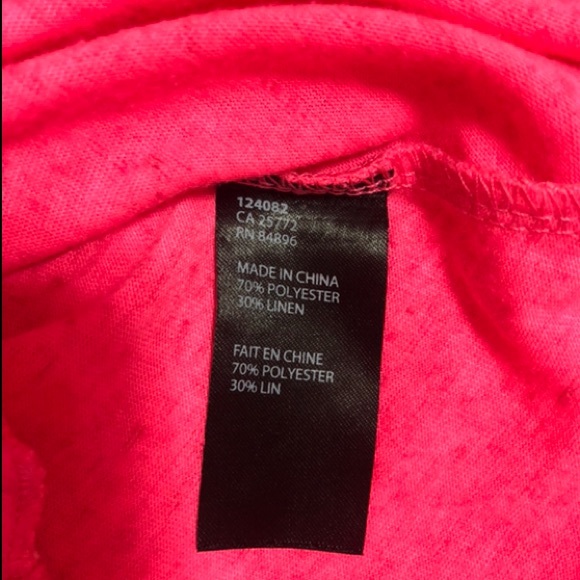 124082
CA 25772
RN 84896
MADE IN CHINA
70% POLYESTER
30% LINEN
FAIT EN CHINE
70% POLYESTER
30% LIN